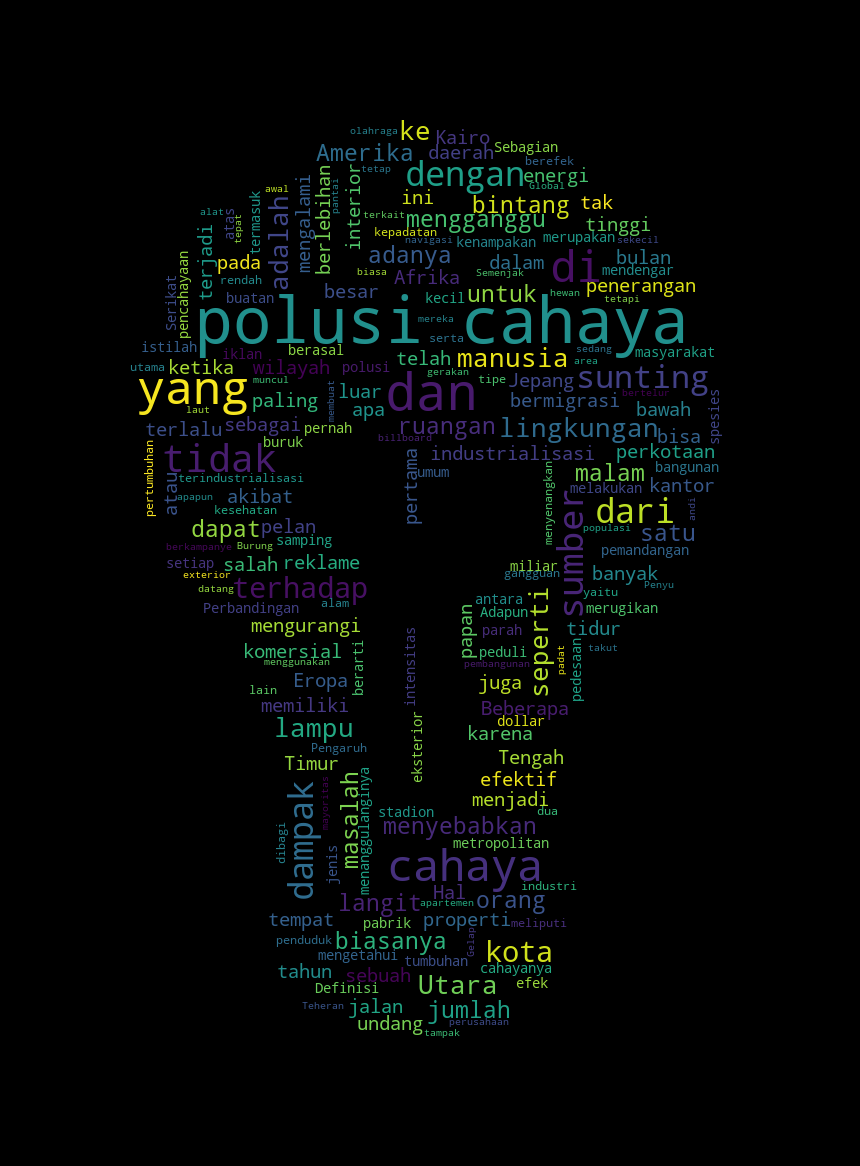 olahraga ke Kairo
Amerika daerah Sebagian
berefek
tetap dengan energi
Global
awal pantai interior berlebihan mengalami adalah termasuk
ini bintang tak
alat atas tepat terkait mengganggu tinggi
kepadatan navigasi kenampakan merupakan sekecil
terjadi pencahayaan pada adanya dalam di bulan
biasa Afrika Semenjak mendengar
rendah hewan penerangan
Serikat buatan besar kecil untuk tetapi
polusi cahaya
mereka
serta
istilah iklan berasal manusia sedang masyarakat
utama ketika wilayah polusi telah area
gerakan
yang muncul membuat dan tipe Jepang sunting
laut paling luar bermigrasi bertelur spesies
apa bawah
terlalu sebagai pernah ruangan lingkungan bisa
buruk billboard
pertumbuhan tidak pertama industrialisasi perkotaan
terindustrialisasi umum malam bangunan
atau apapun akibat menyenangkan melakukan kantor
kesehatan sumber dari andi
dapat pelan populasi satu
berkampanye Burung samping pemandangan
setiap salah reklame miliar
exterior gangguan banyak
datang terhadap Penyu
Perbandingan alam antara yaitu
Adapun merugikan
mengurangi intensitas papan parah seperti tidur
komersial berarti peduli padat pedesaan takut
menggunakan pembangunan
Eropa juga
lain
memiliki Beberapa
lampu eksterior dollar
karena
Pengaruh
Timur Tengah
dampak mayoritas masalah menanggulanginya efektif
menjadi
stadion dua
dibagi jenis menyebabkan
metropolitan
cahaya
Hal industri
langit apartemen orang
tempat pabrik properti meliputi
penduduk biasanya Gelap
mengetahui tumbuhan kota
tahun sebuah cahayanya
Definisi Utara efek
Teheran jalan jumlah
undang perusahaan
tampak